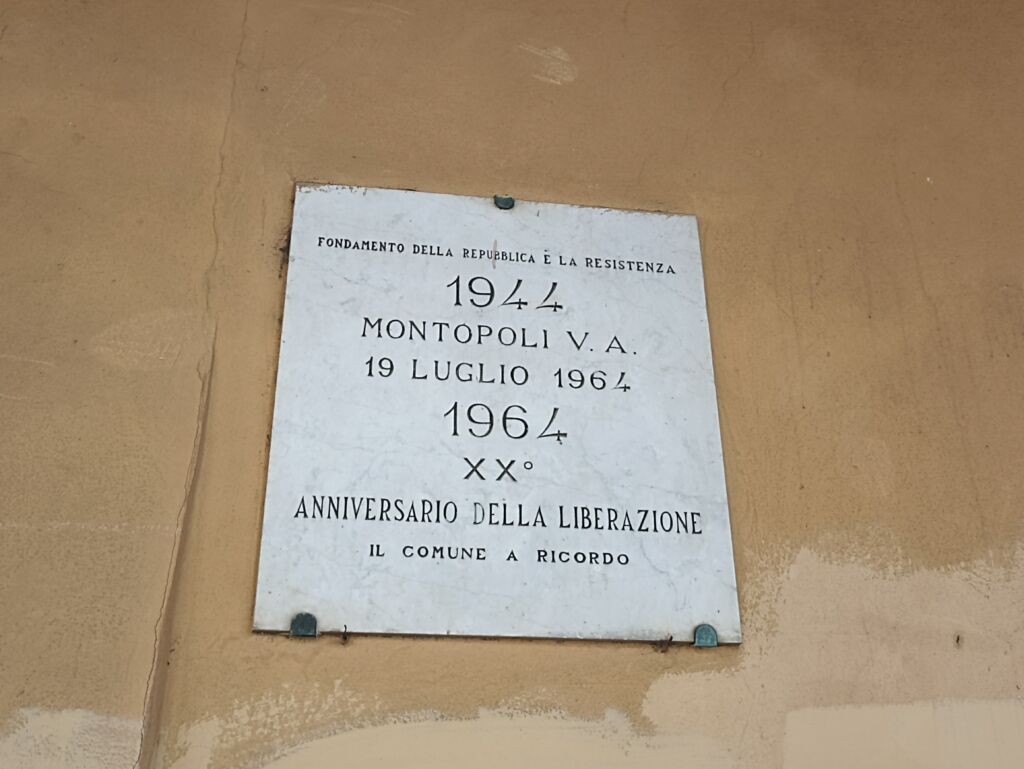 FONDAMENTO DELLA REPUBBLICA È LA RESISTENZA
1944
MONTOPOLI V. A.
19 LUGLIO 1964
1964
XX°
ANNIVERSARIO DELLA LIBERAZIONE
IL COMUNE A RICORDO